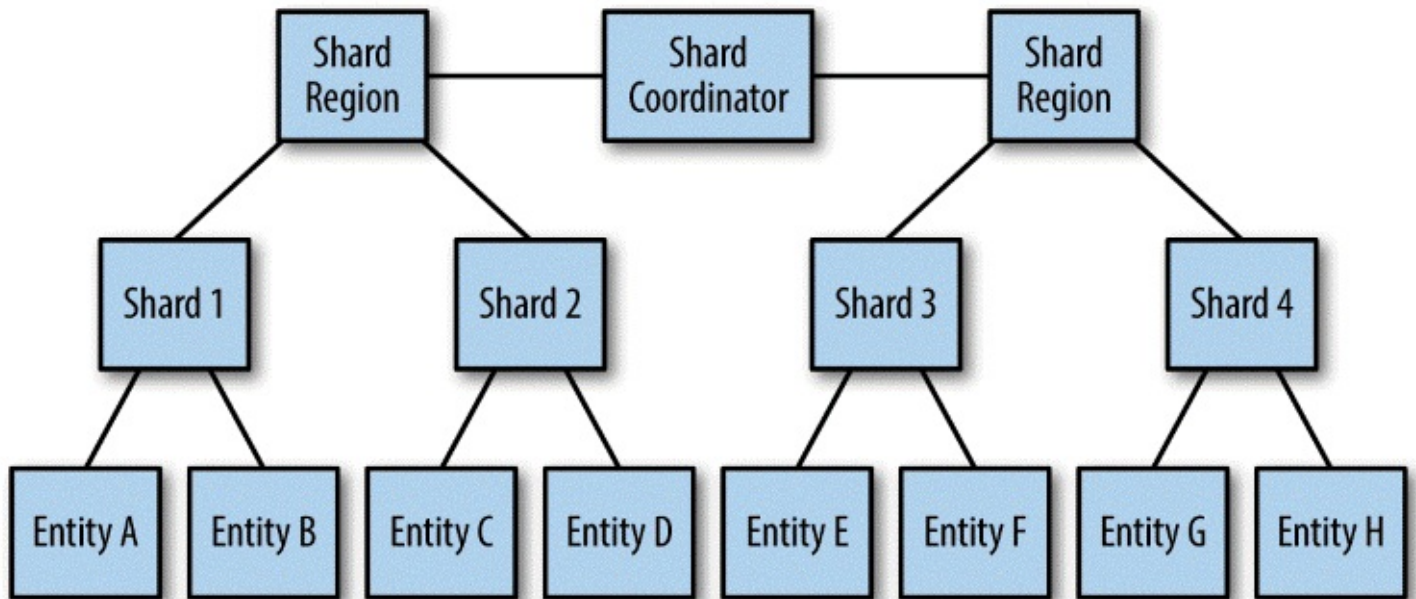 Shard
Region
Shard
Coordinator
Shard
Region
Shard 1
Shard 2
Shard 3
Shard 4
Entity A
Entity B
Entity C
Entity D
Entity E
Entity F
Entity G
Entity H